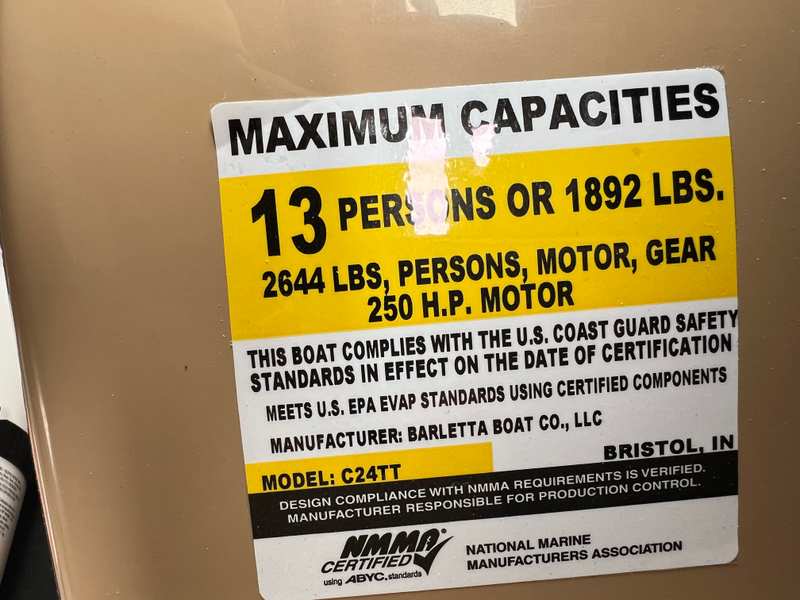 MAXIMUM CAPACITIES
13 PERSONS OR 1892 LBS.
2644 LBS, PERSONS, MOTOR, GEAR
250 H.P. MOTOR
THIS BOAT COMPLIES WITH THE U.S. COAST GUARD SAFETY
STANDARDS IN EFFECT ON THE DATE OF CERTIFICATION
MEETS U.S. EPA EVAP STANDARDS USING CERTIFIED COMPONENTS
MANUFACTURER: BARLETTA BOAT CO., LLC
BRISTOL, IN
MODEL: C24TT
DESIGN COMPLIANCE WITH NMMA REQUIREMENTS IS VERIFIED.
MANUFACTURER RESPONSIBLE FOR PRODUCTION CONTROL.
NMMA
CERTIFIED
using ABYC. standards
NATIONAL MARINE
MANUFACTURERS ASSOCIATION